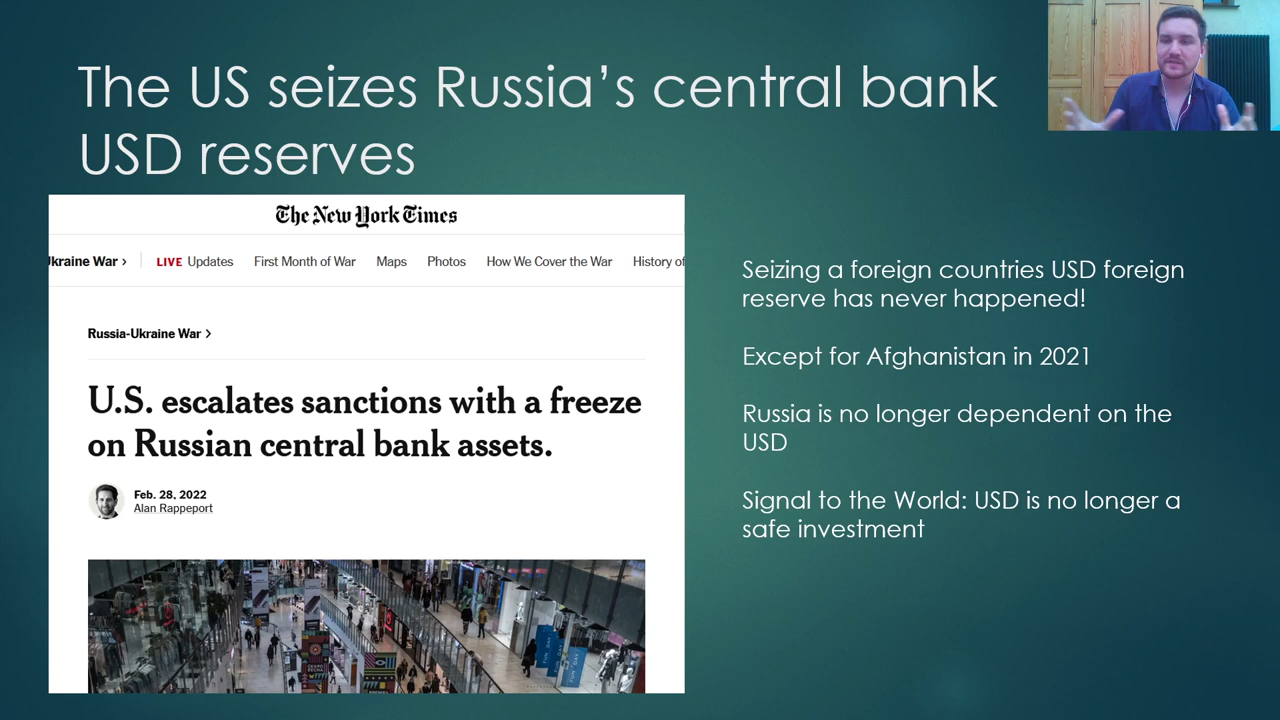 The US seizes Russia’s central bank
USD reserves
The New York Times
Ukraine War >
LIVE Updates First Month of War Maps Photos How We Cover the War History of
Russia-Ukraine War >
U.S. escalates sanctions with a freeze
on Russian central bank assets.
Feb. 28, 2022
Alan Rappeport
Seizing a foreign countries USD foreign
reserve has never happened!
Except for Afghanistan in 2021
Russia is no longer dependent on the
USD
Signal to the World: USD is no longer a
safe investment